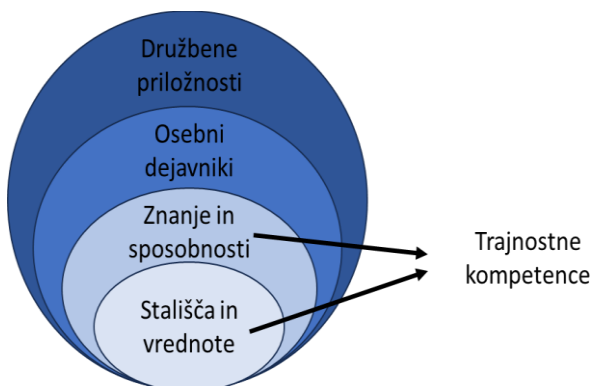 Družbene
priložnosti
Osebni
dejavniki
Znanje in
sposobnosti
Stališča in
vrednote
Trajnostne
kompetence